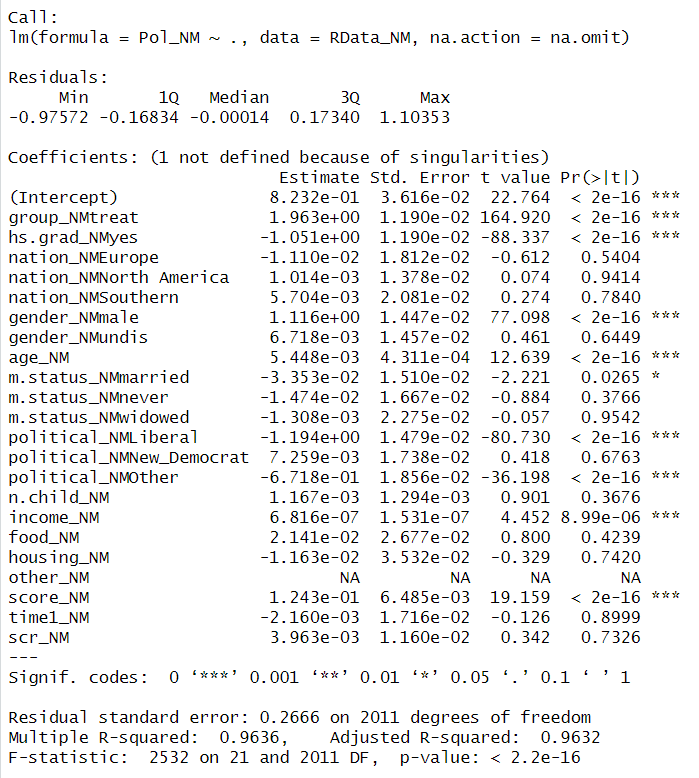 Call:
lm(formula = Pol_NM ~ ., data = RData_NM, na.action = na.omit)

Residuals:
     Min       1Q   Median       3Q      Max
-0.97572 -0.16834 -0.00014  0.17340  1.10353

Coefficients: (1 not defined because of singularities)
                         Estimate Std. Error t value Pr(>|t|)
(Intercept)             8.232e-01  3.616e-02  22.764  < 2e-16 ***
group_NMtreat           1.963e+00  1.190e-02 164.920  < 2e-16 ***
hs.grad_NMyes          -1.051e+00  1.190e-02 -88.337  < 2e-16 ***
nation_NMEurope        -1.110e-02  1.812e-02  -0.612   0.5404
nation_NMNorth America  1.014e-03  1.378e-02   0.074   0.9414
nation_NMSouthern       5.704e-03  2.081e-02   0.274   0.7840
gender_NMmale           1.116e+00  1.447e-02  77.098  < 2e-16 ***
gender_NMundis          6.718e-03  1.457e-02   0.461   0.6449
age_NM                  5.448e-03  4.311e-04  12.639  < 2e-16 ***
m.status_NMmarried     -3.353e-02  1.510e-02  -2.221   0.0265 *
m.status_NMnever       -1.474e-02  1.667e-02  -0.884   0.3766
m.status_NMwidowed     -1.308e-03  2.275e-02  -0.057   0.9542
political_NMLiberal    -1.194e+00  1.479e-02 -80.730  < 2e-16 ***
political_NMNew_Democrat 7.259e-03  1.738e-02   0.418   0.6763
political_NMOther      -6.718e-01  1.856e-02 -36.198  < 2e-16 ***
n.child_NM              1.167e-03  1.294e-03   0.901   0.3676
income_NM               6.816e-07  1.531e-07   4.452 8.99e-06 ***
food_NM                 2.141e-02  2.677e-02   0.800   0.4239
housing_NM             -1.163e-02  3.532e-02  -0.329   0.7420
other_NM                       NA         NA      NA       NA
score_NM                1.243e-01  6.485e-03  19.159  < 2e-16 ***
time1_NM               -2.160e-03  1.716e-02  -0.126   0.8999
scr_NM                  3.963e-03  1.160e-02   0.342   0.7326
---
Signif. codes:  0 ‘***’ 0.001 ‘**’ 0.01 ‘*’ 0.05 ‘.’ 0.1 ‘ ’ 1

Residual standard error: 0.2666 on 2011 degrees of freedom
Multiple R-squared:  0.9636,    Adjusted R-squared:  0.9632
F-statistic:  2532 on 21 and 2011 DF,  p-value: < 2.2e-16